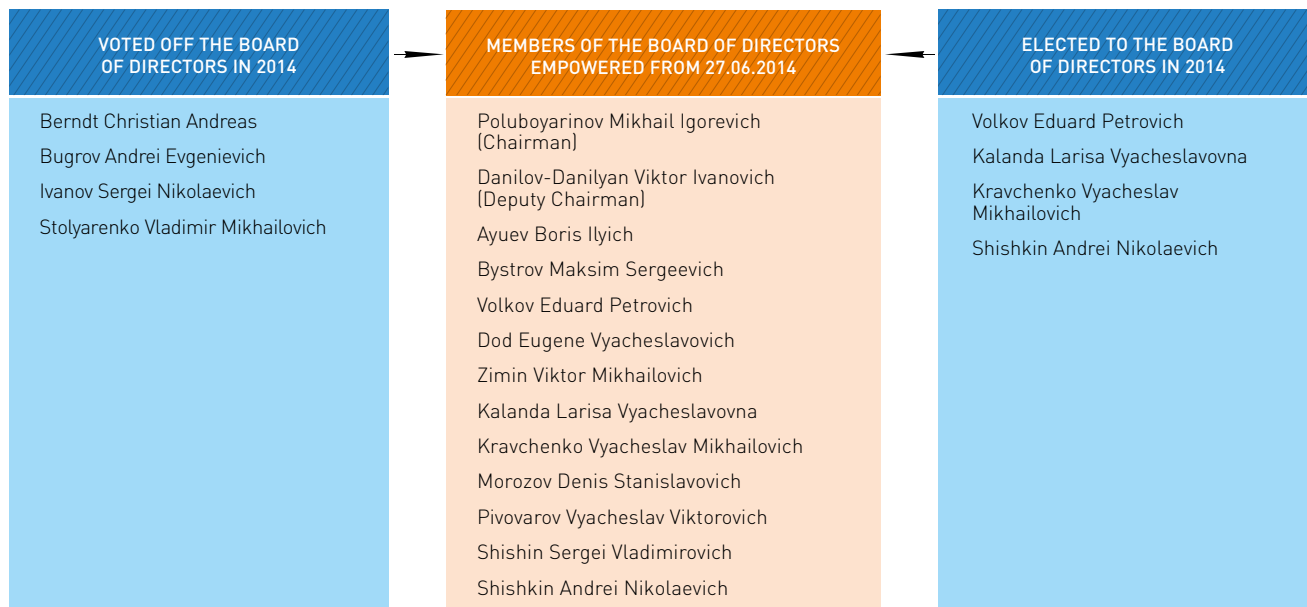 VOTED OFF THE BOARD
OF DIRECTORS IN 2014
Berndt Christian Andreas
Bugrov Andrei Evgenievich
Ivanov Sergei Nikolaevich
Stolyarenko Vladimir Mikhailovich
MEMBERS OF THE BOARD OF DIRECTORS
EMPOWERED FROM 27.06.2014
Poluboyarinov Mikhail Igorevich
(Chairman)
Danilov-Danilyan Viktor Ivanovich
(Deputy Chairman)
Ayuev Boris Ilyich
Bystrov Maksim Sergeevich
Volkov Eduard Petrovich
Dod Eugene Vyacheslavovich
Zimin Viktor Mikhailovich
Kalanda Larisa Vyacheslavovna
Kravchenko Vyacheslav Mikhailovich
Morozov Denis Stanislavovich
Pivovarov Vyacheslav Viktorovich
Shishin Sergei Vladimirovich
Shishkin Andrei Nikolaevich
ELECTED TO THE BOARD
OF DIRECTORS IN 2014
Volkov Eduard Petrovich
Kalanda Larisa Vyacheslavovna
Kravchenko Vyacheslav
Mikhailovich
Shishkin Andrei Nikolaevich